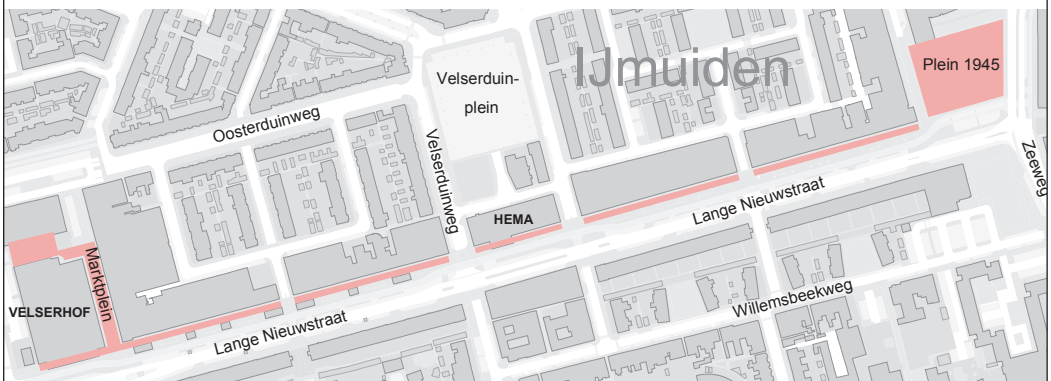 IJmuiden
Plein 1945
Velserduin-
plein
Oosterduinweg
Velserduinweg
Zeeweg
HEMA
Lange Nieuwstraat
Marktplein
VELSERHOF
Willemsbeekweg
Lange Nieuwstraat